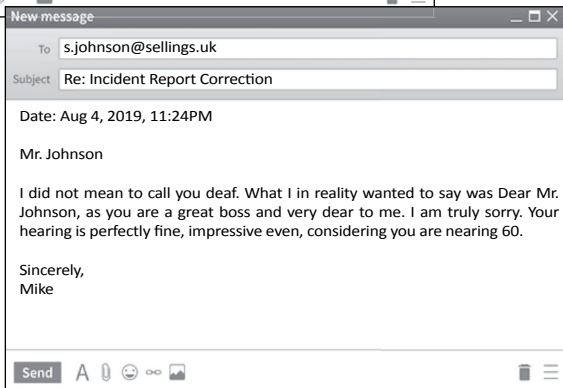 New message
To s.johnson@sellings.uk
Subject Re: Incident Report Correction
Date: Aug 4, 2019, 11:24PM
Mr. Johnson
I did not mean to call you deaf. What I in reality wanted to say was Dear Mr.
Johnson, as you are a great boss and very dear to me. I am truly sorry. Your
hearing is perfectly fine, impressive even, considering you are nearing 60.
Sincerely,
Mike
Send A